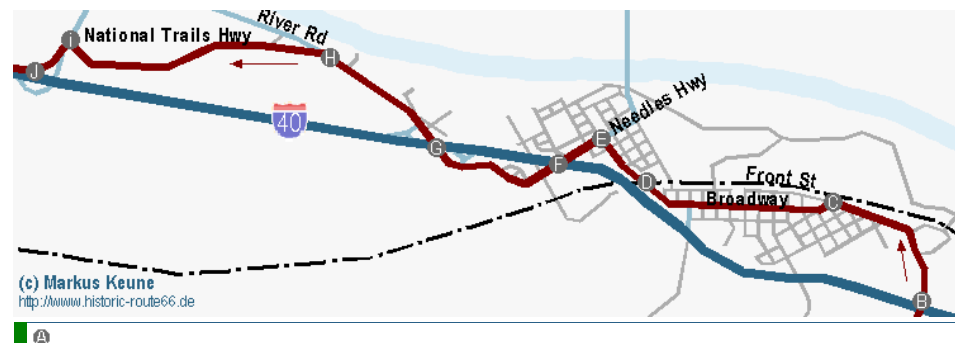 River Rd
I
National Trails Hwy
H
J
40
Needles Hwy
E
G
F
D
Front St
Broadway
C
(c) Markus Keune
http://www.historic-route66.de
B
A